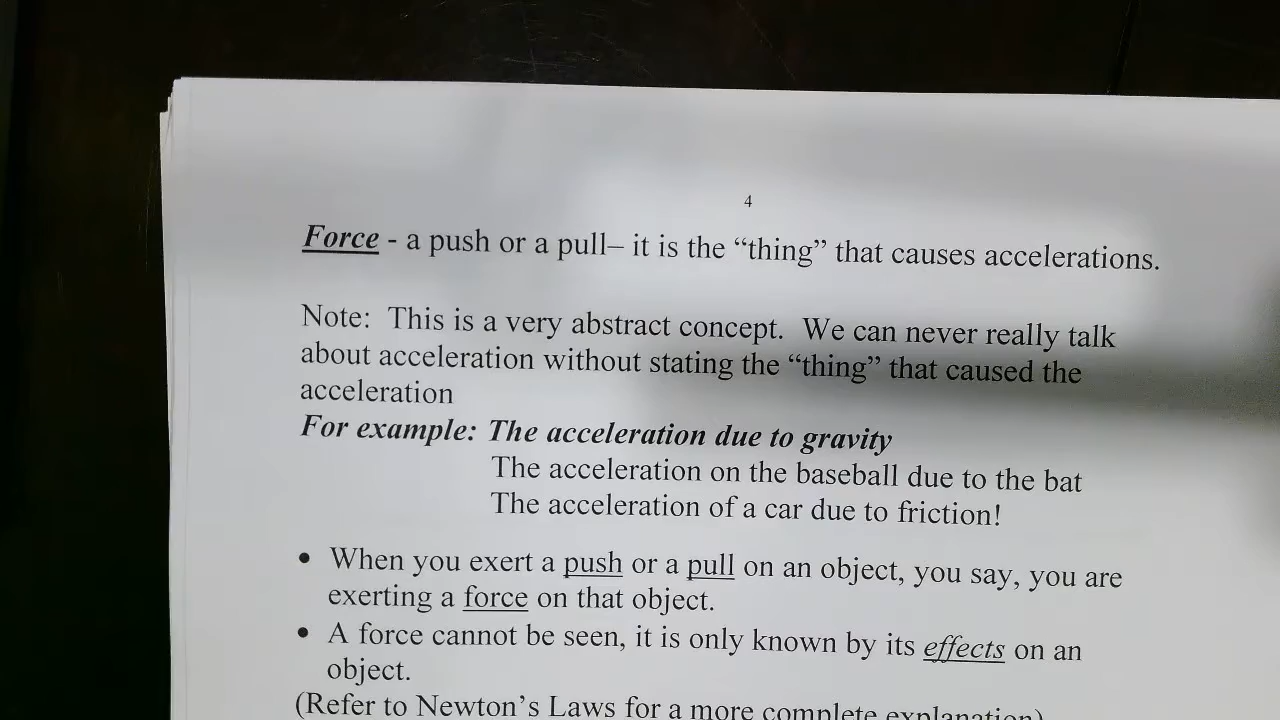 4
Force - a push or a pull– it is the “thing” that causes accelerations.
Note: This is a very abstract concept. We can never really talk
about acceleration without stating the “thing” that caused the
acceleration
For example: The acceleration due to gravity
The acceleration on the baseball due to the bat
The acceleration of a car due to friction!
• When you exert a push or a pull on an object, you say, you are
exerting a force on that object.
• A force cannot be seen, it is only known by its effects on an
object.
(Refer to Newton’s Laws for a more complete explanation)